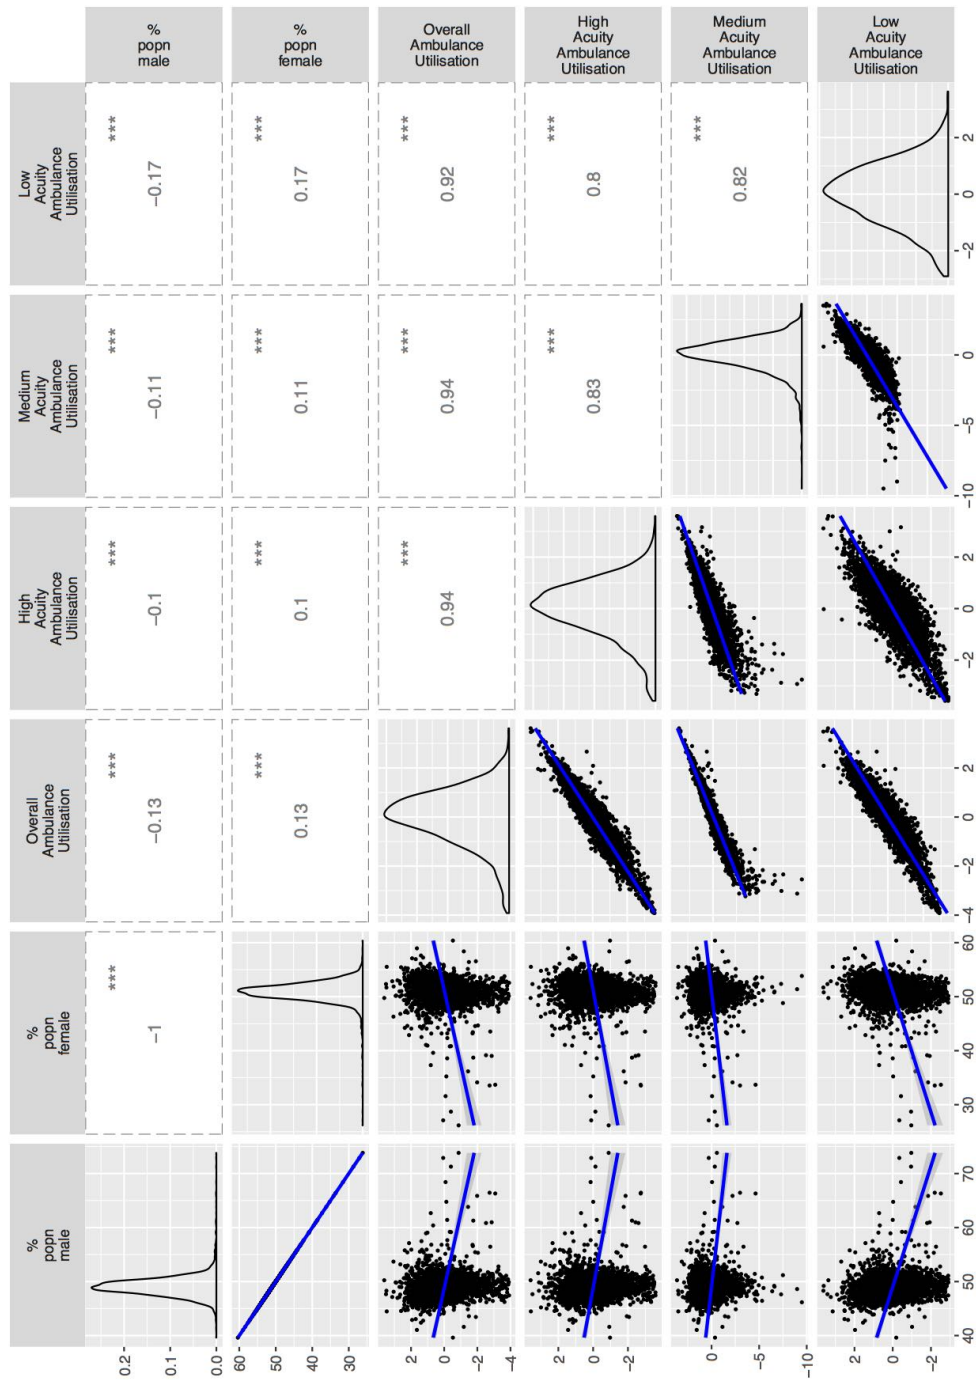 %
popn
male
%
popn
female
Overall
Ambulance
Utilisation
High
Acuity
Ambulance
Utilisation
Medium
Acuity
Ambulance
Utilisation
Low
Acuity
Ambulance
Utilisation
0.2
0.1
0.0
***
−1
***
−0.13
***
−0.1
***
−0.11
***
−0.17
%
popn
male
60
50
40
30
***
0.13
***
0.1
***
0.11
***
0.17
%
popn
female
2
0
−2
−4
***
0.94
***
0.94
***
0.92
Overall
Ambulance
Utilisation
2
0
−2
***
0.83
***
0.8
High
Acuity
Ambulance
Utilisation
0
−5
−10
***
0.82
Medium
Acuity
Ambulance
Utilisation
2
0
−2
Low
Acuity
Ambulance
Utilisation
40 50 60 70 30 40 50 60 −4 −2 0 2 −2 0 2 −10 −5 0 −2 0 2